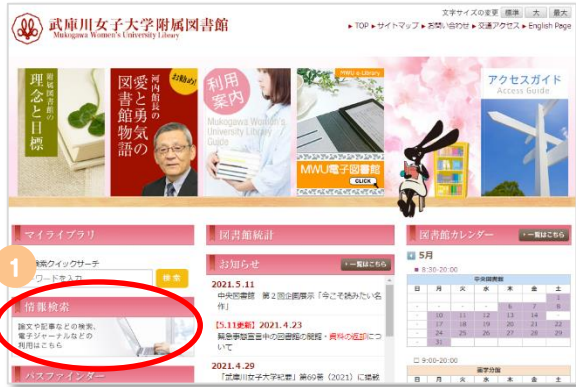 武庫川女子大学附属図書館
Mukogawa Women's University Library
文字サイズの変更 標準 大 最大
▶ TOP ▶ サイトマップ ▶ お問い合わせ ▶ 交通アクセス ▶ English Page
附属図書館の
理念と目標
河内館長の
愛と勇気の
図書館物語
お勧め!
利用
案内
Mukogawa Women's
University Library
Guide
MWU e-Library
MWU電子図書館
CLICK
アクセスガイド
Access Guide
マイライブラリ
図書館統計
図書館カレンダー
一覧はこちら
1
検索クイックサーチ
ワードを入力
検索
お知らせ
一覧はこちら
5月
8:30-20:00
中央図書館
日 月 火 水 木 金 土
1
6 7 8
10 11 12 13 14 15
17 18 19 20 21 22
24 25 26 27 28 29
31
情報検索
論文や記事などの検索、
電子ジャーナルなどの
利用はこちら
2021.5.11
中央図書館 第2回企画展示「今こそ読みたい名
作」
【5.11更新】2021.4.23
緊急事態宣言中の図書館の開館・資料の返却につ
いて
2021.4.29
「武庫川女子大学紀要」第69巻（2021）に掲載
パスファインダー
9:00-20:00
薬学分館
日 月 火 水 木 金 土